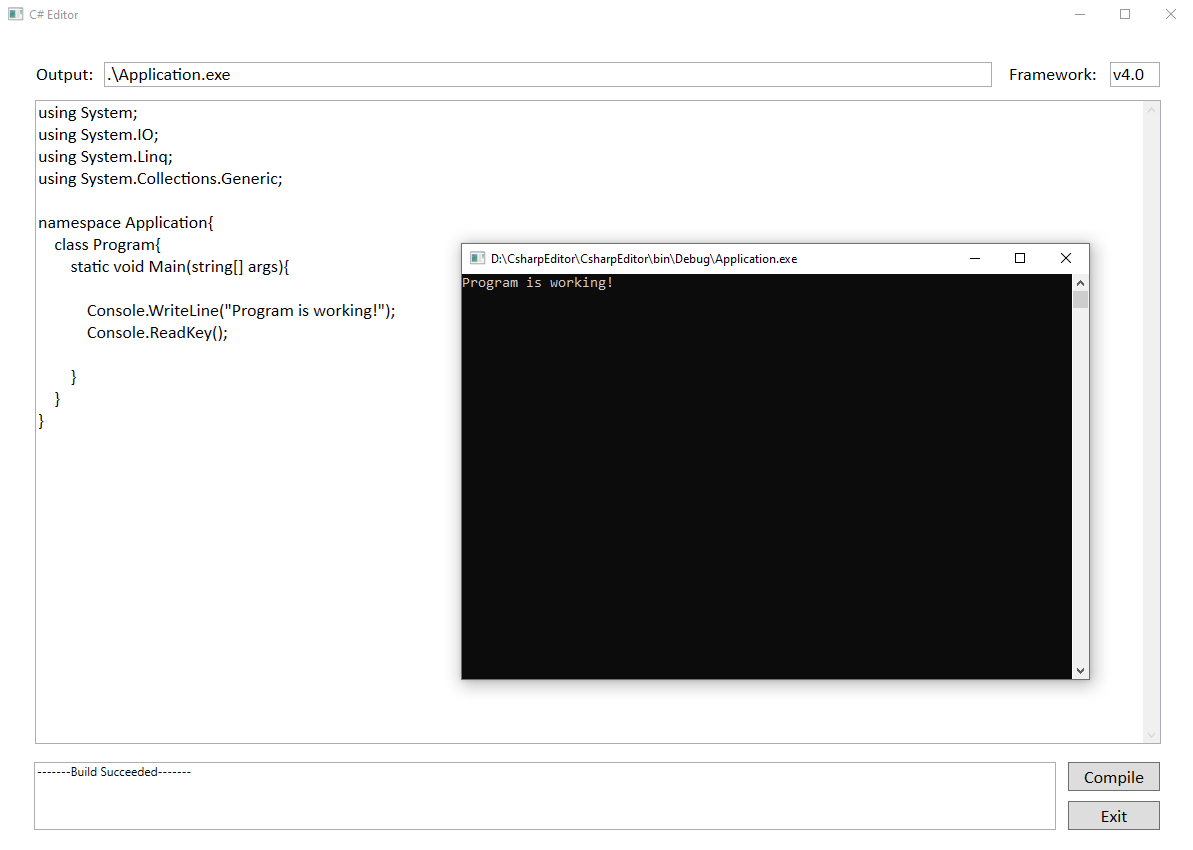 C# Editor
Output: .\Application.exe Framework: v4.0
using System;
using System.IO;
using System.Linq;
using System.Collections.Generic;
namespace Application{
class Program{
static void Main(string[] args){
Console.WriteLine("Program is working!");
Console.ReadKey();
}
}
}
D:\CsharpEditor\CsharpEditor\bin\Debug\Application.exe
Program is working!
-------Build Succeeded-------
Compile
Exit